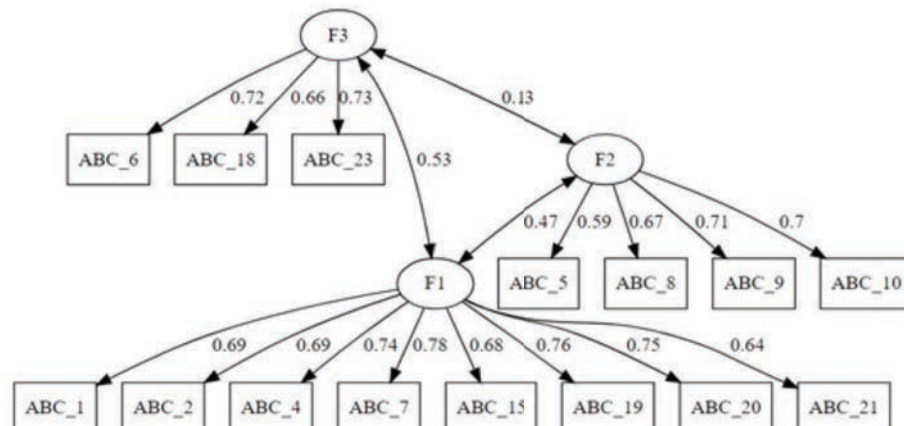 F3
0.72 0.66 0.73 0.13
ABC_6 ABC_18 ABC_23 0.53 F2
0.47 0.59 0.67 0.71 0.7
F1 ABC_5 ABC_8 ABC_9 ABC_10
0.69 0.69 0.74 0.78 0.68 0.76 0.75 0.64
ABC_1 ABC_2 ABC_4 ABC_7 ABC_15 ABC_19 ABC_20 ABC_21